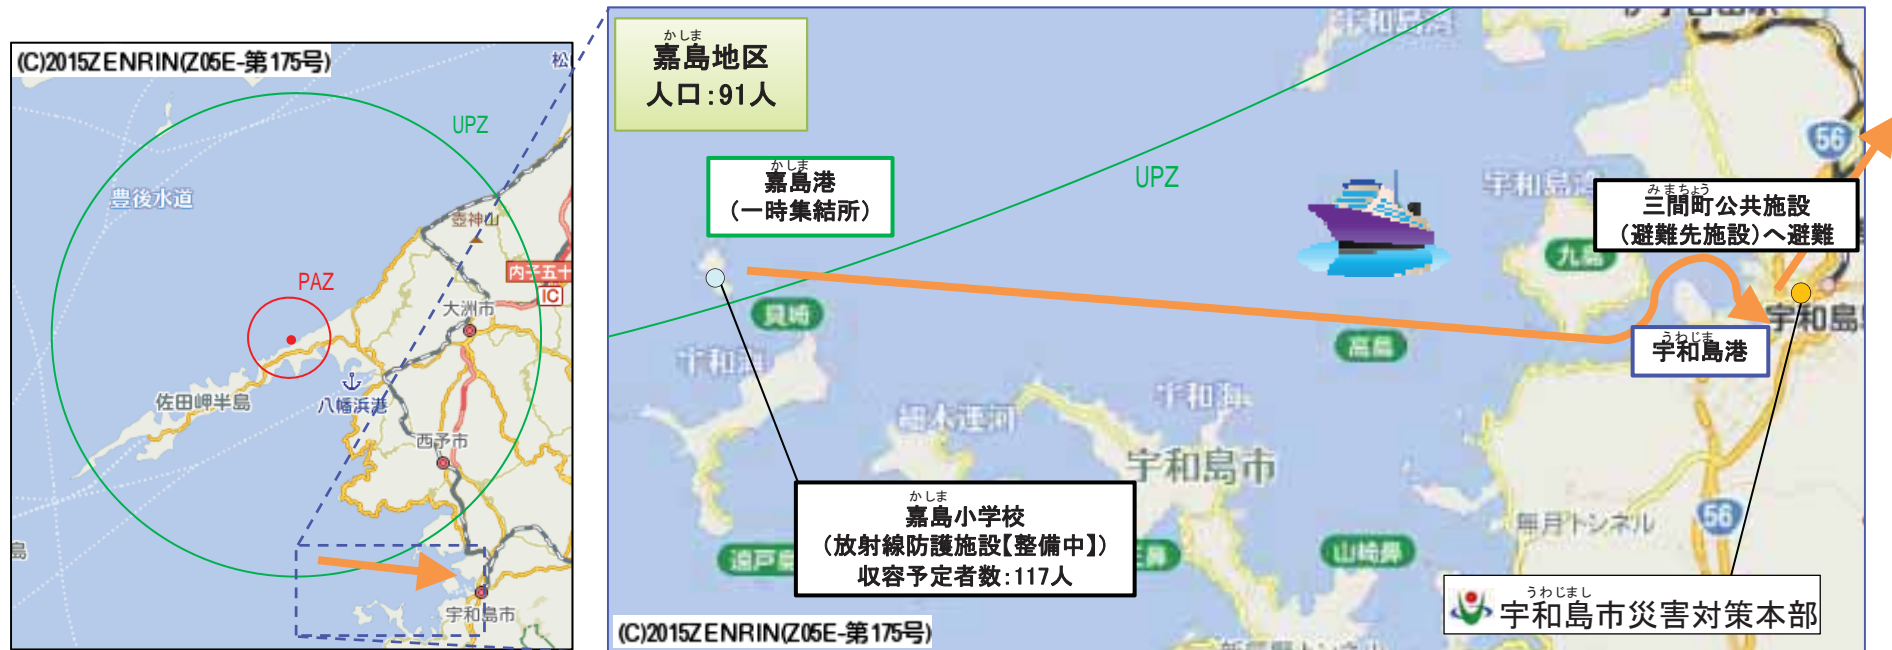 (C)2015ZENRIN(Z05E-第175号)
松
UPZ
豊後水道
壺神山
内子五十
IC
PAZ
大洲市
佐田岬半島
八幡浜港
西予市
島
宇和島市
かしま
嘉島地区
人口:91人
宇和島湾
56
かしま
嘉島港
(一時集結所)
UPZ
宇和島湾
みまちょう
三間町公共施設
(避難先施設)へ避難
九島
宇和島
うわじま
宇和島港
高島
宇和海
宇和海
細木運河
宇和島市
かしま
嘉島小学校
(放射線防護施設【整備中】)
収容予定者数:117人
遠戸島
山崎鼻
無月トンネル
56
うわじまし
宇和島市災害対策本部
(C)2015ZENRIN(Z05E-第175号)